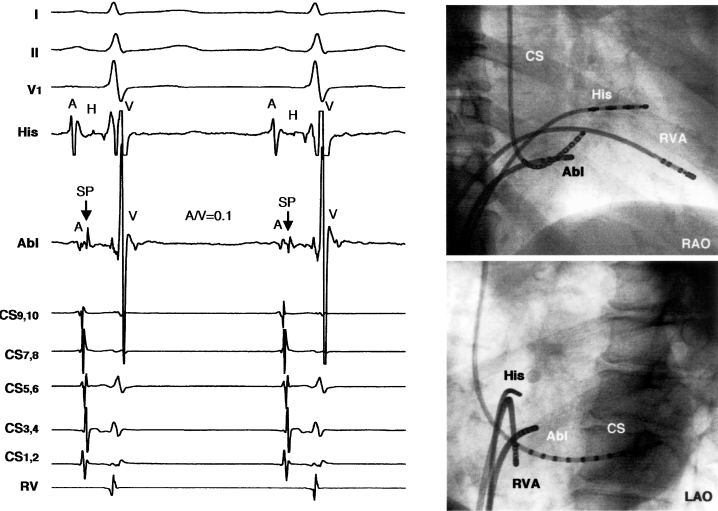 I
II
V1
A H V A H V
His
SP SP
A V A/V=0.1 A V
Abl
CS9,10
CS7,8
CS5,6
CS3,4
CS1,2
RV
CS
His
RVA
Abl
RAO
His
Abl CS
RVA
LAO